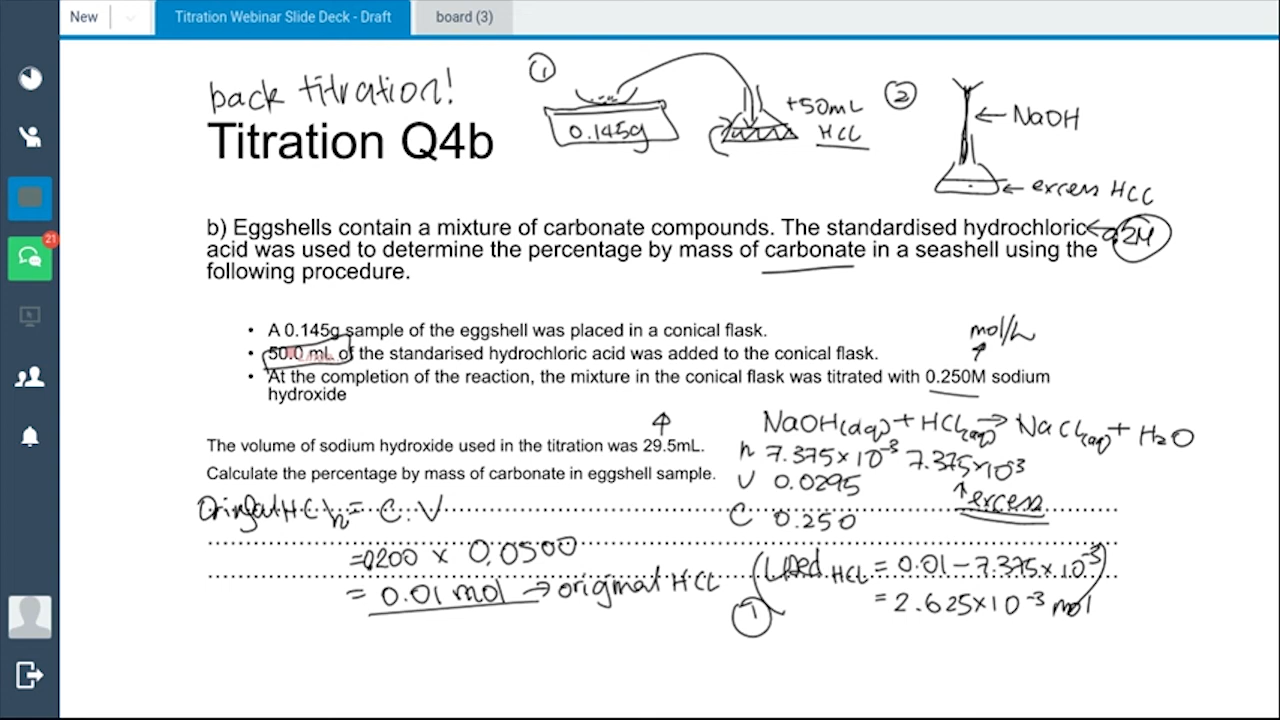 New
Titration Webinar Slide Deck - Draft
board (3)
21
back titration!
Titration Q4b
①
0.145g
+50mL
HCl
②
← NaOH
← excess HCl
b) Eggshells contain a mixture of carbonate compounds. The standardised hydrochloric
← 0.2M
acid was used to determine the percentage by mass of carbonate in a seashell using the
following procedure.
• A 0.145g sample of the eggshell was placed in a conical flask.
mol/L
• 50.0 mL of the standarised hydrochloric acid was added to the conical flask.
• At the completion of the reaction, the mixture in the conical flask was titrated with 0.250M sodium
hydroxide
The volume of sodium hydroxide used in the titration was 29.5mL.
Calculate the percentage by mass of carbonate in eggshell sample.
NaOH(aq) + HCl(aq) → NaCl(aq) + H2O
n 7.375×10⁻³ 7.375×10⁻³
V 0.0295
↑ excess
C 0.250
HCl n = C.V
= 0.200 × 0.0500
= 0.01 mol → original HCl
① Used HCl = 0.01 - 7.375×10⁻³
= 2.625×10⁻³ mol